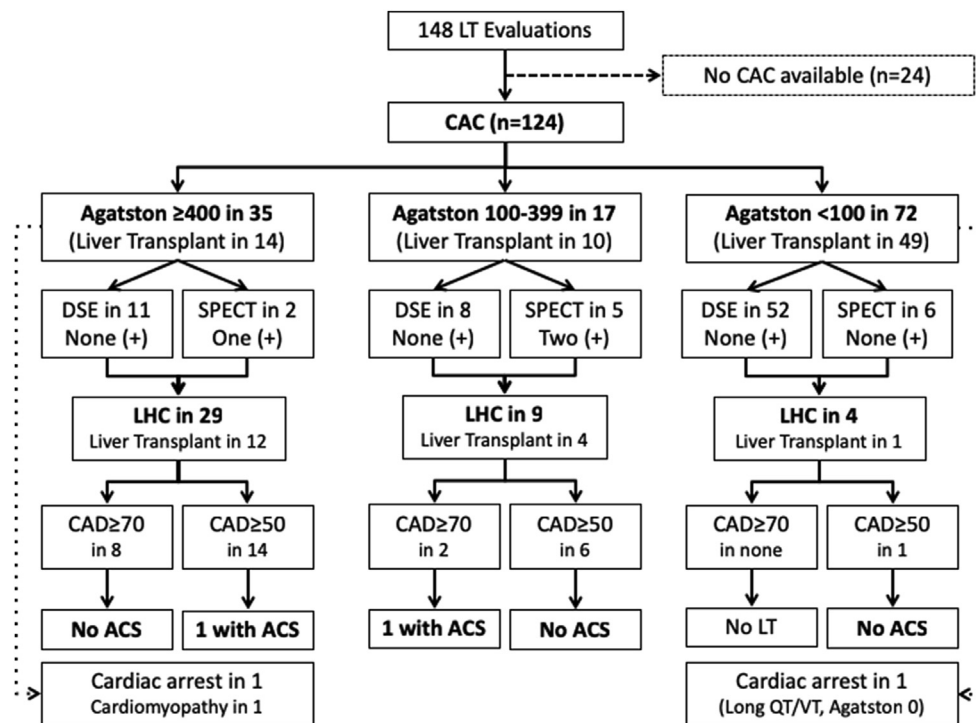 148 LT Evaluations
No CAC available (n=24)
CAC (n=124)
Agatston ≥400 in 35
(Liver Transplant in 14)
Agatston 100-399 in 17
(Liver Transplant in 10)
Agatston <100 in 72
(Liver Transplant in 49)
DSE in 11
None (+)
SPECT in 2
One (+)
DSE in 8
None (+)
SPECT in 5
Two (+)
DSE in 52
None (+)
SPECT in 6
None (+)
LHC in 29
Liver Transplant in 12
LHC in 9
Liver Transplant in 4
LHC in 4
Liver Transplant in 1
CAD≥70
in 8
CAD≥50
in 14
CAD≥70
in 2
CAD≥50
in 6
CAD≥70
in none
CAD≥50
in 1
No ACS
1 with ACS
1 with ACS
No ACS
No LT
No ACS
Cardiac arrest in 1
Cardiomyopathy in 1
Cardiac arrest in 1
(Long QT/VT, Agatston 0)